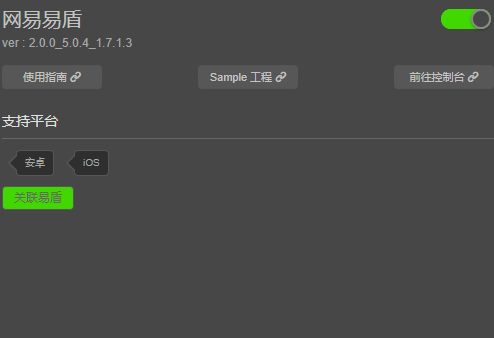 网易易盾
ver : 2.0.0_5.0.4_1.7.1.3
使用指南 Sample 工程 前往控制台
支持平台
安卓 iOS
关联易盾